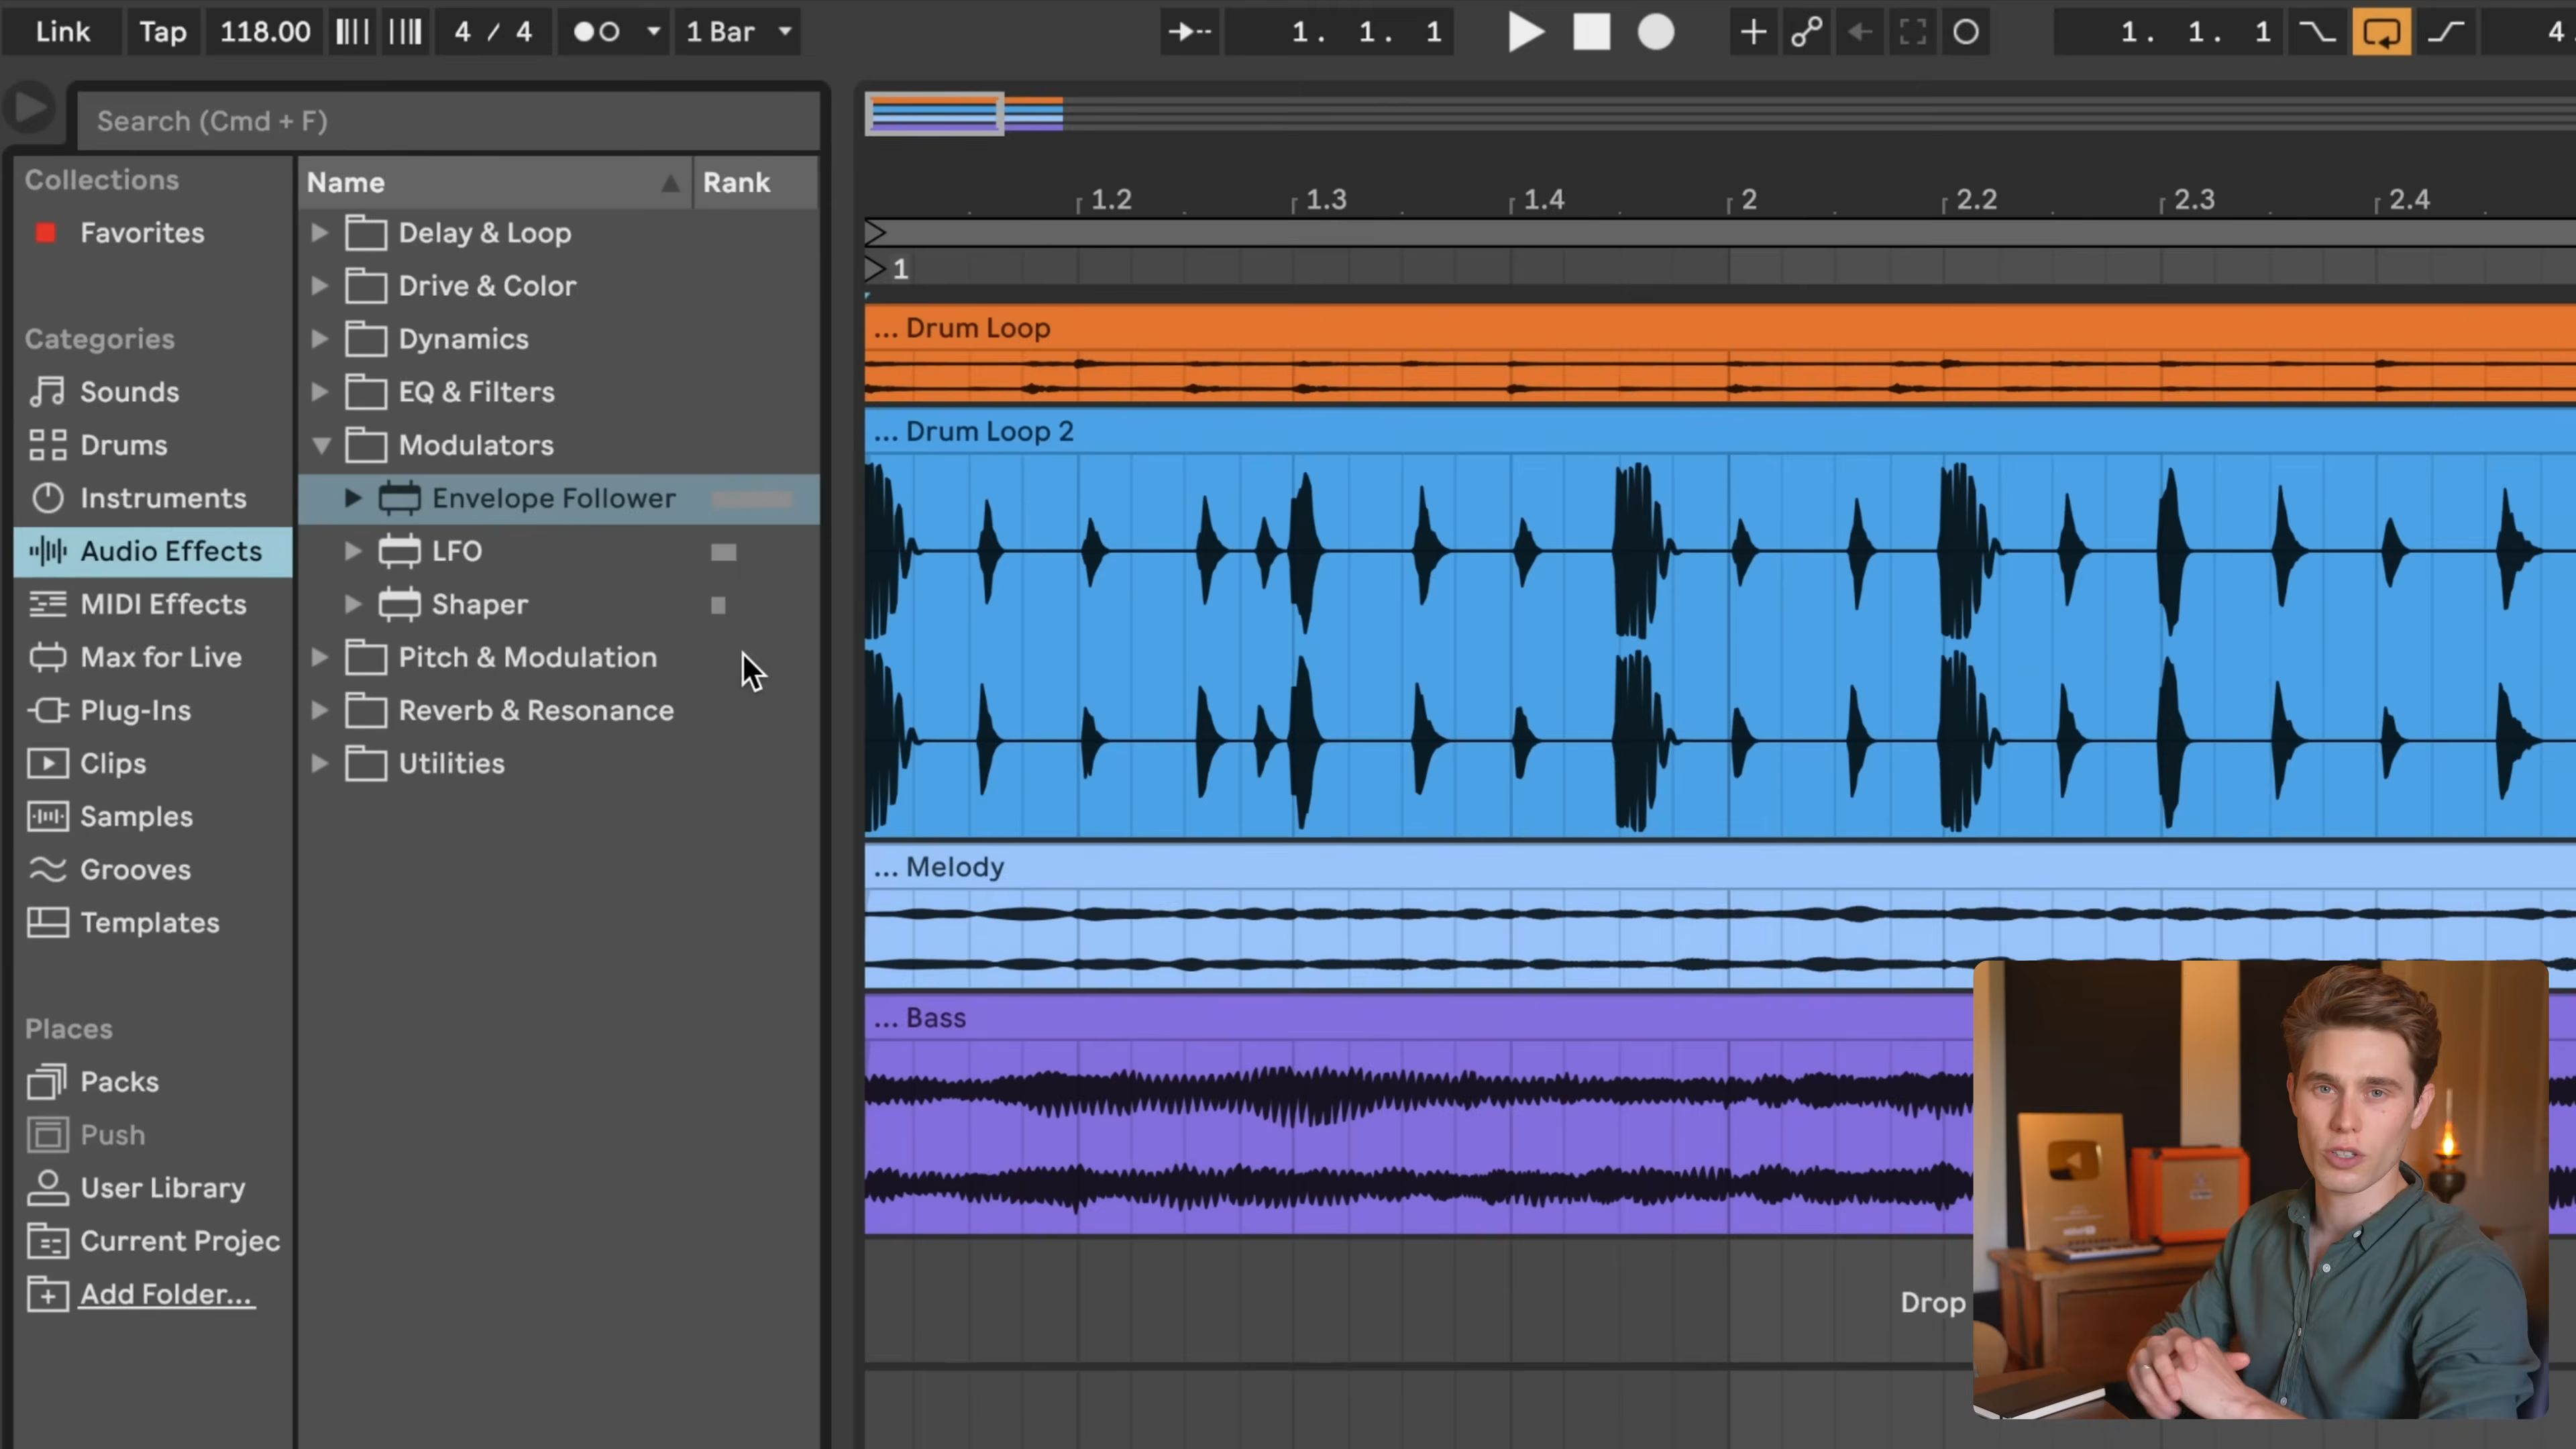 Link Tap 118.00 4 / 4 1 Bar 1. 1. 1 1. 1. 1 4
Search (Cmd + F)
Collections
Favorites
Categories
Sounds
Drums
Instruments
Audio Effects
MIDI Effects
Max for Live
Plug-Ins
Clips
Samples
Grooves
Templates
Places
Packs
Push
User Library
Current Projec
Add Folder...
Name Rank
Delay & Loop
Drive & Color
Dynamics
EQ & Filters
Modulators
Envelope Follower
LFO
Shaper
Pitch & Modulation
Reverb & Resonance
Utilities
1.2 1.3 1.4 2 2.2 2.3 2.4
1
... Drum Loop
... Drum Loop 2
... Melody
... Bass
Drop